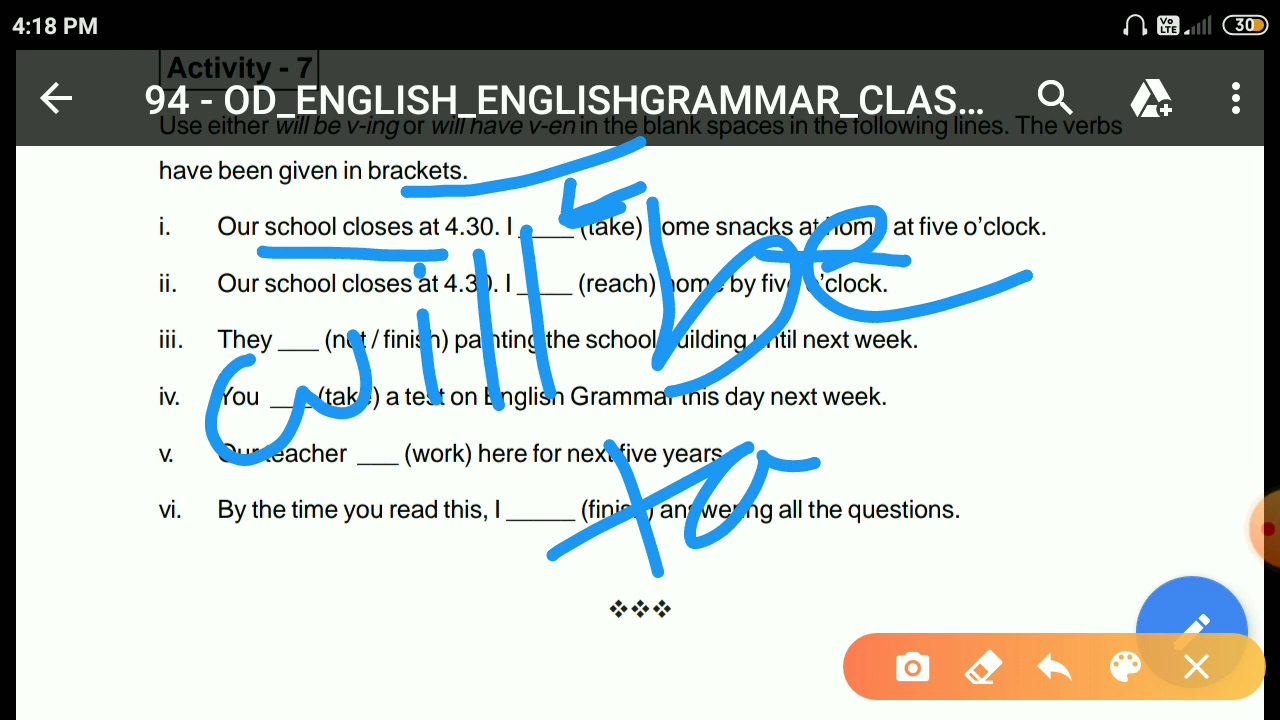 4:18 PM
Vo LTE 30
Activity - 7
94 - OD_ENGLISH_ENGLISHGRAMMAR_CLAS...
Use either will be v-ing or will have v-en in the blank spaces in the following lines. The verbs
have been given in brackets.
i. Our school closes at 4.30. I ____ (take) some snacks at home at five o'clock.
ii. Our school closes at 4.30. I ____ (reach) home by five o'clock.
iii. They ___ (not / finish) painting the school building until next week.
iv. You ___ (take) a test on English Grammar this day next week.
v. Our teacher ___ (work) here for next five years.
vi. By the time you read this, I _____ (finish) answering all the questions.
will be
ta